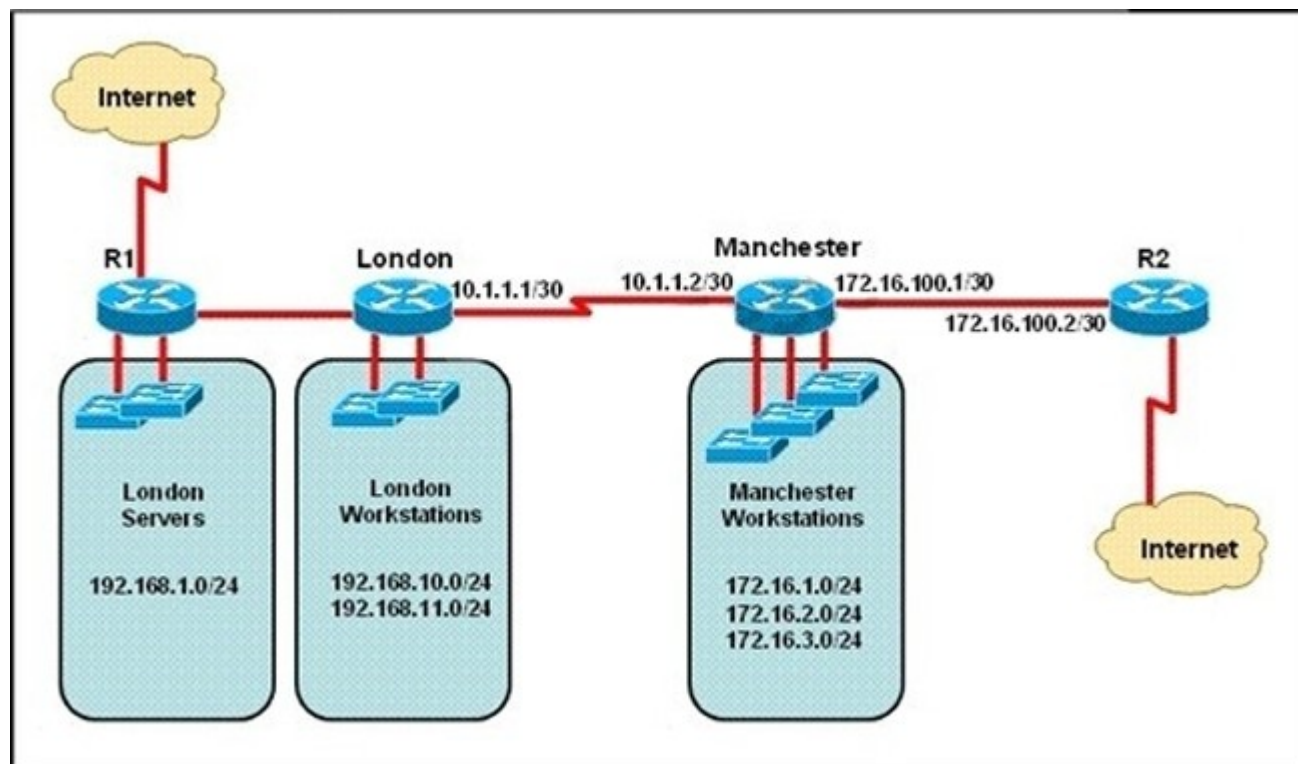 Internet
R1
London
10.1.1.1/30
Manchester
10.1.1.2/30
172.16.100.1/30
R2
172.16.100.2/30
London
Servers
192.168.1.0/24
London
Workstations
192.168.10.0/24
192.168.11.0/24
Manchester
Workstations
172.16.1.0/24
172.16.2.0/24
172.16.3.0/24
Internet